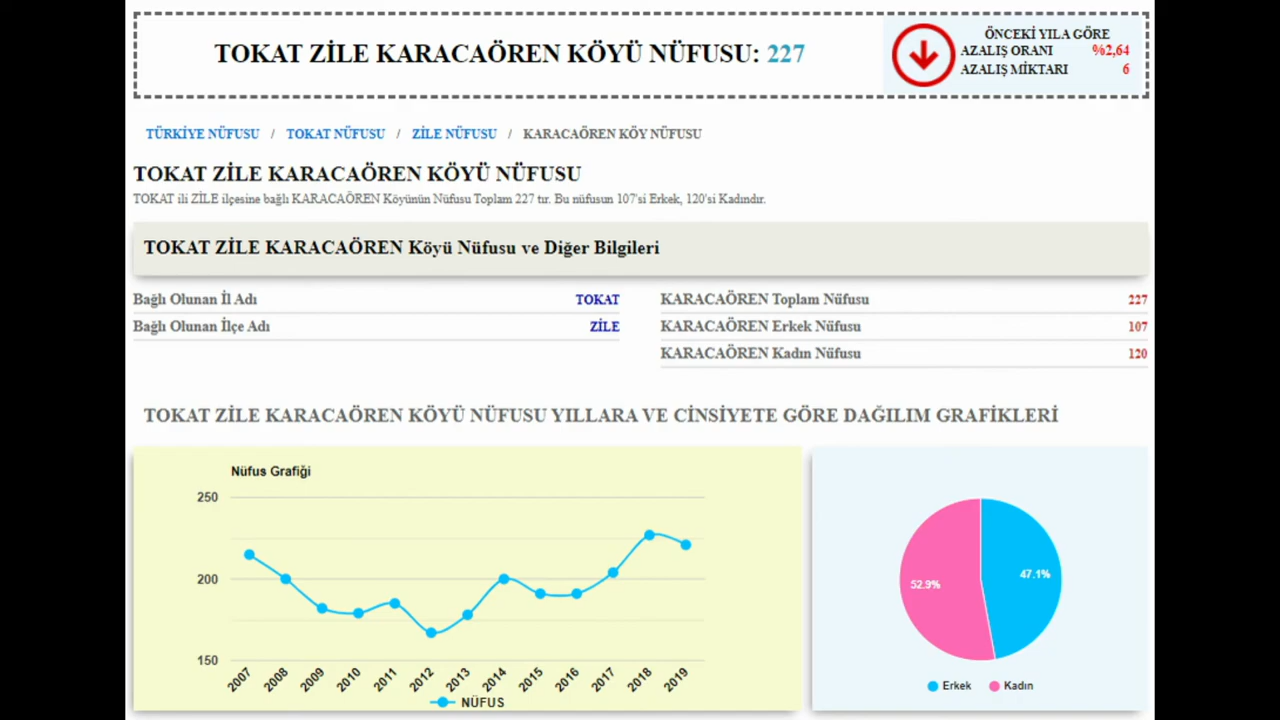 TOKAT ZİLE KARACAÖREN KÖYÜ NÜFUSU: 227
ÖNCEKİ YILA GÖRE
AZALIŞ ORANI %2,64
AZALIŞ MİKTARI 6
TÜRKİYE NÜFUSU / TOKAT NÜFUSU / ZİLE NÜFUSU / KARACAÖREN KÖY NÜFUSU
TOKAT ZİLE KARACAÖREN KÖYÜ NÜFUSU
TOKAT ili ZİLE ilçesine bağlı KARACAÖREN Köyünün Nüfusu Toplam 227 tır. Bu nüfusun 107'si Erkek, 120'si Kadındır.
TOKAT ZİLE KARACAÖREN Köyü Nüfusu ve Diğer Bilgileri
Bağlı Olunan İl Adı TOKAT
Bağlı Olunan İlçe Adı ZİLE
KARACAÖREN Toplam Nüfusu 227
KARACAÖREN Erkek Nüfusu 107
KARACAÖREN Kadın Nüfusu 120
TOKAT ZİLE KARACAÖREN KÖYÜ NÜFUSU YILLARA VE CİNSİYETE GÖRE DAĞILIM GRAFİKLERİ
Nüfus Grafiği
250
200
150
2007 2008 2009 2010 2011 2012 2013 2014 2015 2016 2017 2018 2019
NÜFUS
47.1%
52.9%
Erkek Kadın